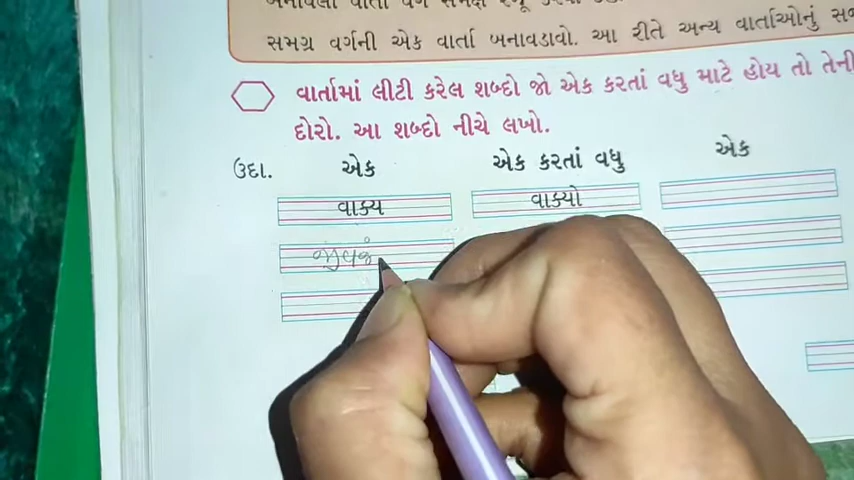 સમગ્ર વર્ગની એક વાર્તા બનાવડાવો. આ રીતે અન્ય વાર્તાઓનું
વાર્તામાં લીટી કરેલ શબ્દો જો એક કરતાં વધુ માટે હોય તો તેની
દોરો. આ શબ્દો નીચે લખો.
ઉદા. એક એક કરતાં વધુ એક
વાક્ય વાક્યો
જીવજં